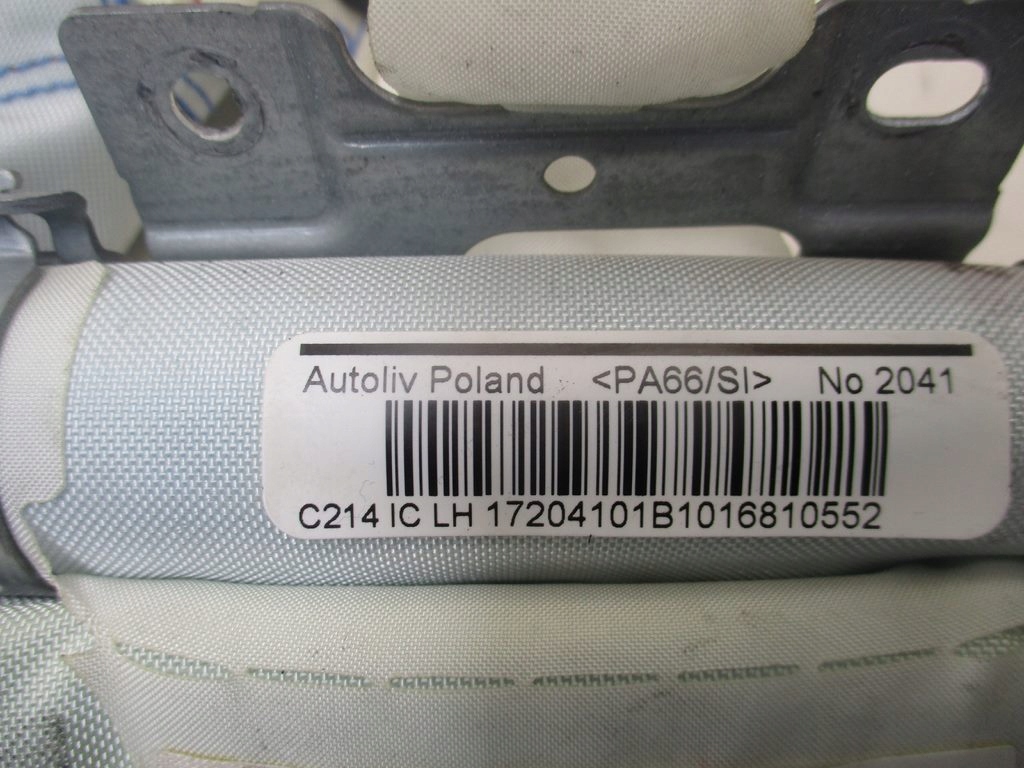 Autoliv Poland <PA66/SI> No 2041
C214 IC LH 17204101B1016810552